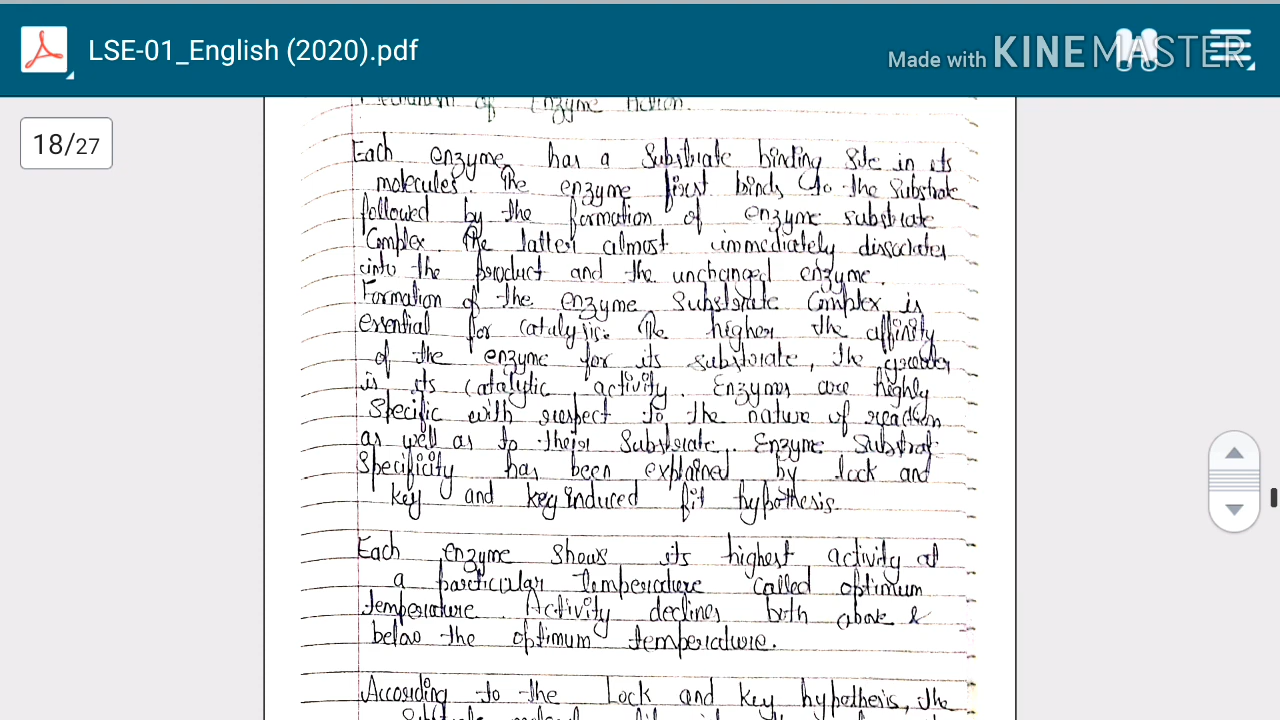 LSE-01_English (2020).pdf
Made with KINEMASTER
18/27
Mechanism of Enzyme Action.
Each enzyme has a Substrate binding site in its
molecules. The enzyme first binds to the Substrate
followed by the formation of enzyme substrate
Complex. The latter almost immediately dissociates
into the product and the unchanged enzyme.
Formation of the enzyme Substrate Complex is
essential for catalysis. The higher the affinity
of the enzyme for its substrate, the greater
is its catalytic activity. Enzymes are highly
Specific with respect to the nature of reaction
as well as to their Substrate. Enzyme Substrat
Specificity has been explained by lock and
key and key induced fit hypothesis.
Each enzyme shows its highest activity at
a particular Temperature called optimum
temperature. Activity declines both above &
below the optimum temperature.
According to the Lock and key hypothesis, the